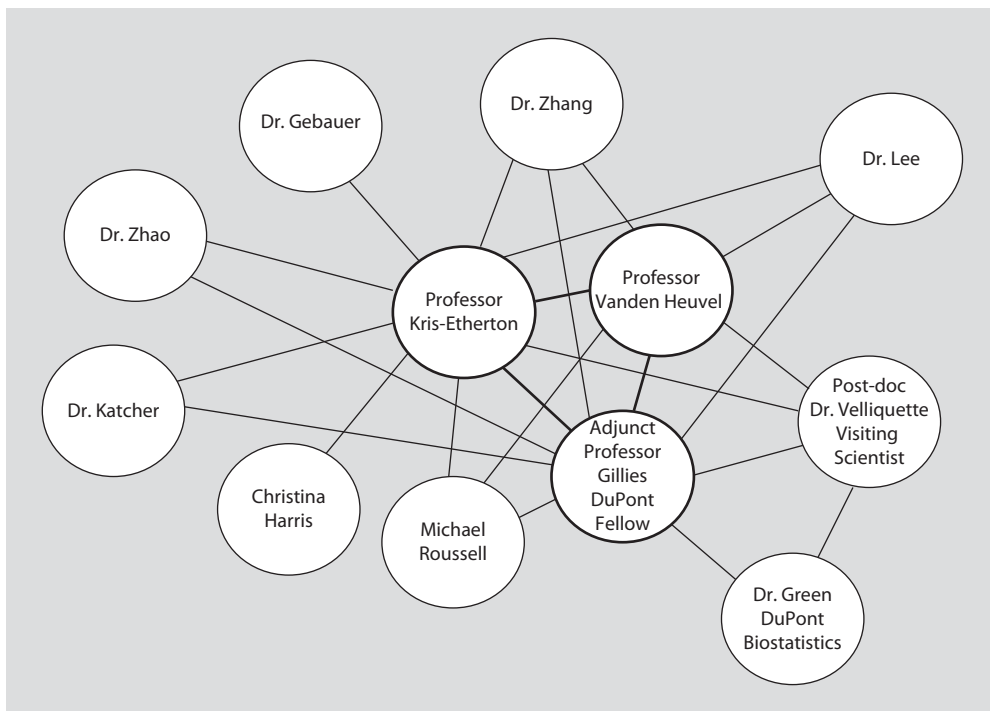 Dr. Gebauer
Dr. Zhang
Dr. Lee
Dr. Zhao
Professor
Kris-Etherton
Professor
Vanden Heuvel
Dr. Katcher
Post-doc
Dr. Velliquette
Visiting
Scientist
Adjunct
Professor
Gillies
DuPont
Fellow
Christina
Harris
Michael
Roussell
Dr. Green
DuPont
Biostatistics